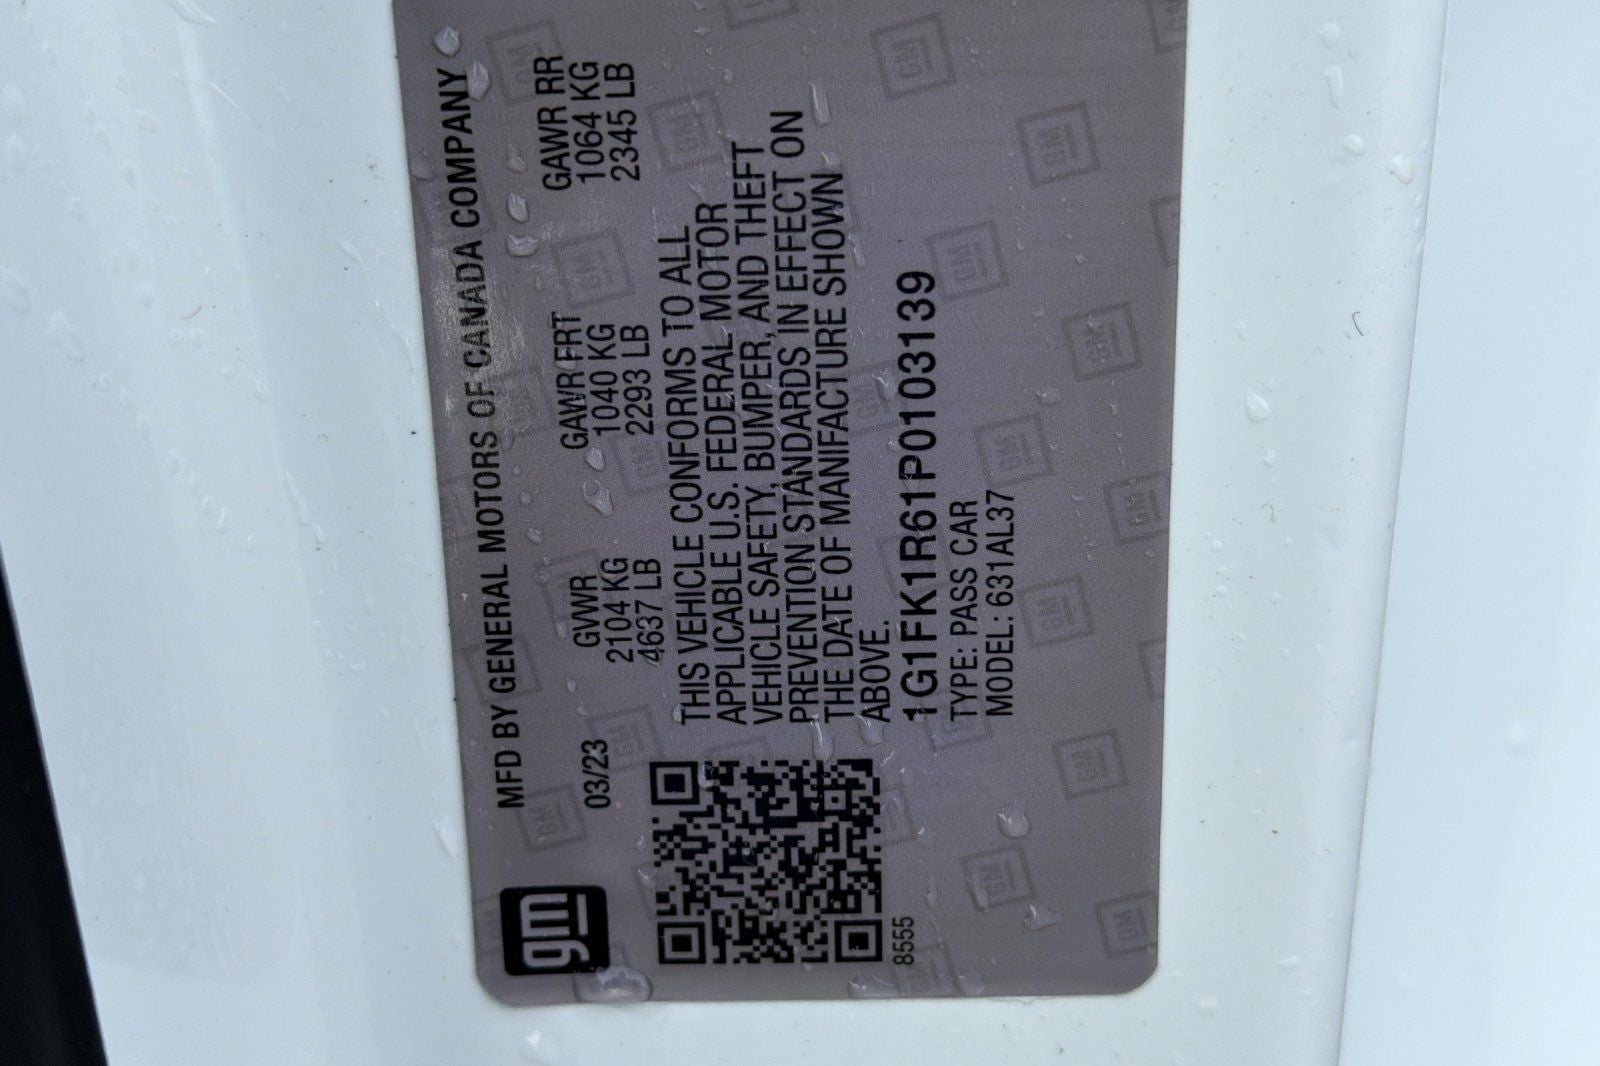 gm
MFD BY GENERAL MOTORS OF CANADA COMPANY
03/23
GVWR GAWR FRT GAWR RR
2104 KG 1040 KG 1064 KG
4637 LB 2293 LB 2345 LB
THIS VEHICLE CONFORMS TO ALL
APPLICABLE U.S. FEDERAL MOTOR
VEHICLE SAFETY, BUMPER, AND THEFT
PREVENTION STANDARDS IN EFFECT ON
THE DATE OF MANUFACTURE SHOWN
ABOVE.
1G1FK1R61P0103139
TYPE: PASS CAR
MODEL: 631AL37
8555